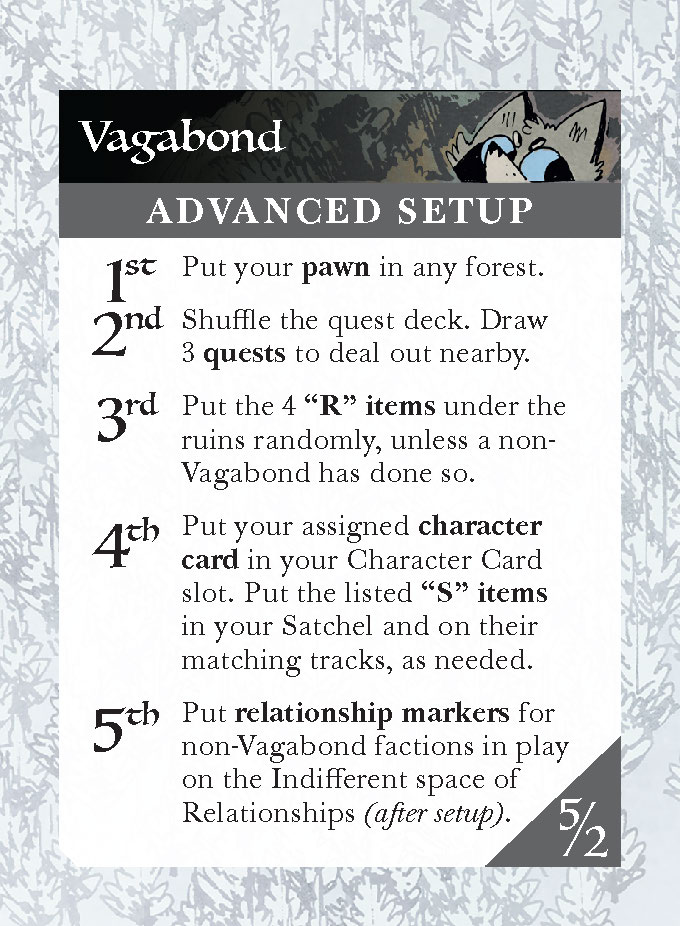 Vagabond
ADVANCED SETUP
1st Put your pawn in any forest.
2nd Shuffle the quest deck. Draw
3 quests to deal out nearby.
3rd Put the 4 “R” items under the
ruins randomly, unless a non-
Vagabond has done so.
4th Put your assigned character
card in your Character Card
slot. Put the listed “S” items
in your Satchel and on their
matching tracks, as needed.
5th Put relationship markers for
non-Vagabond factions in play
on the Indifferent space of
Relationships (after setup).
5/2